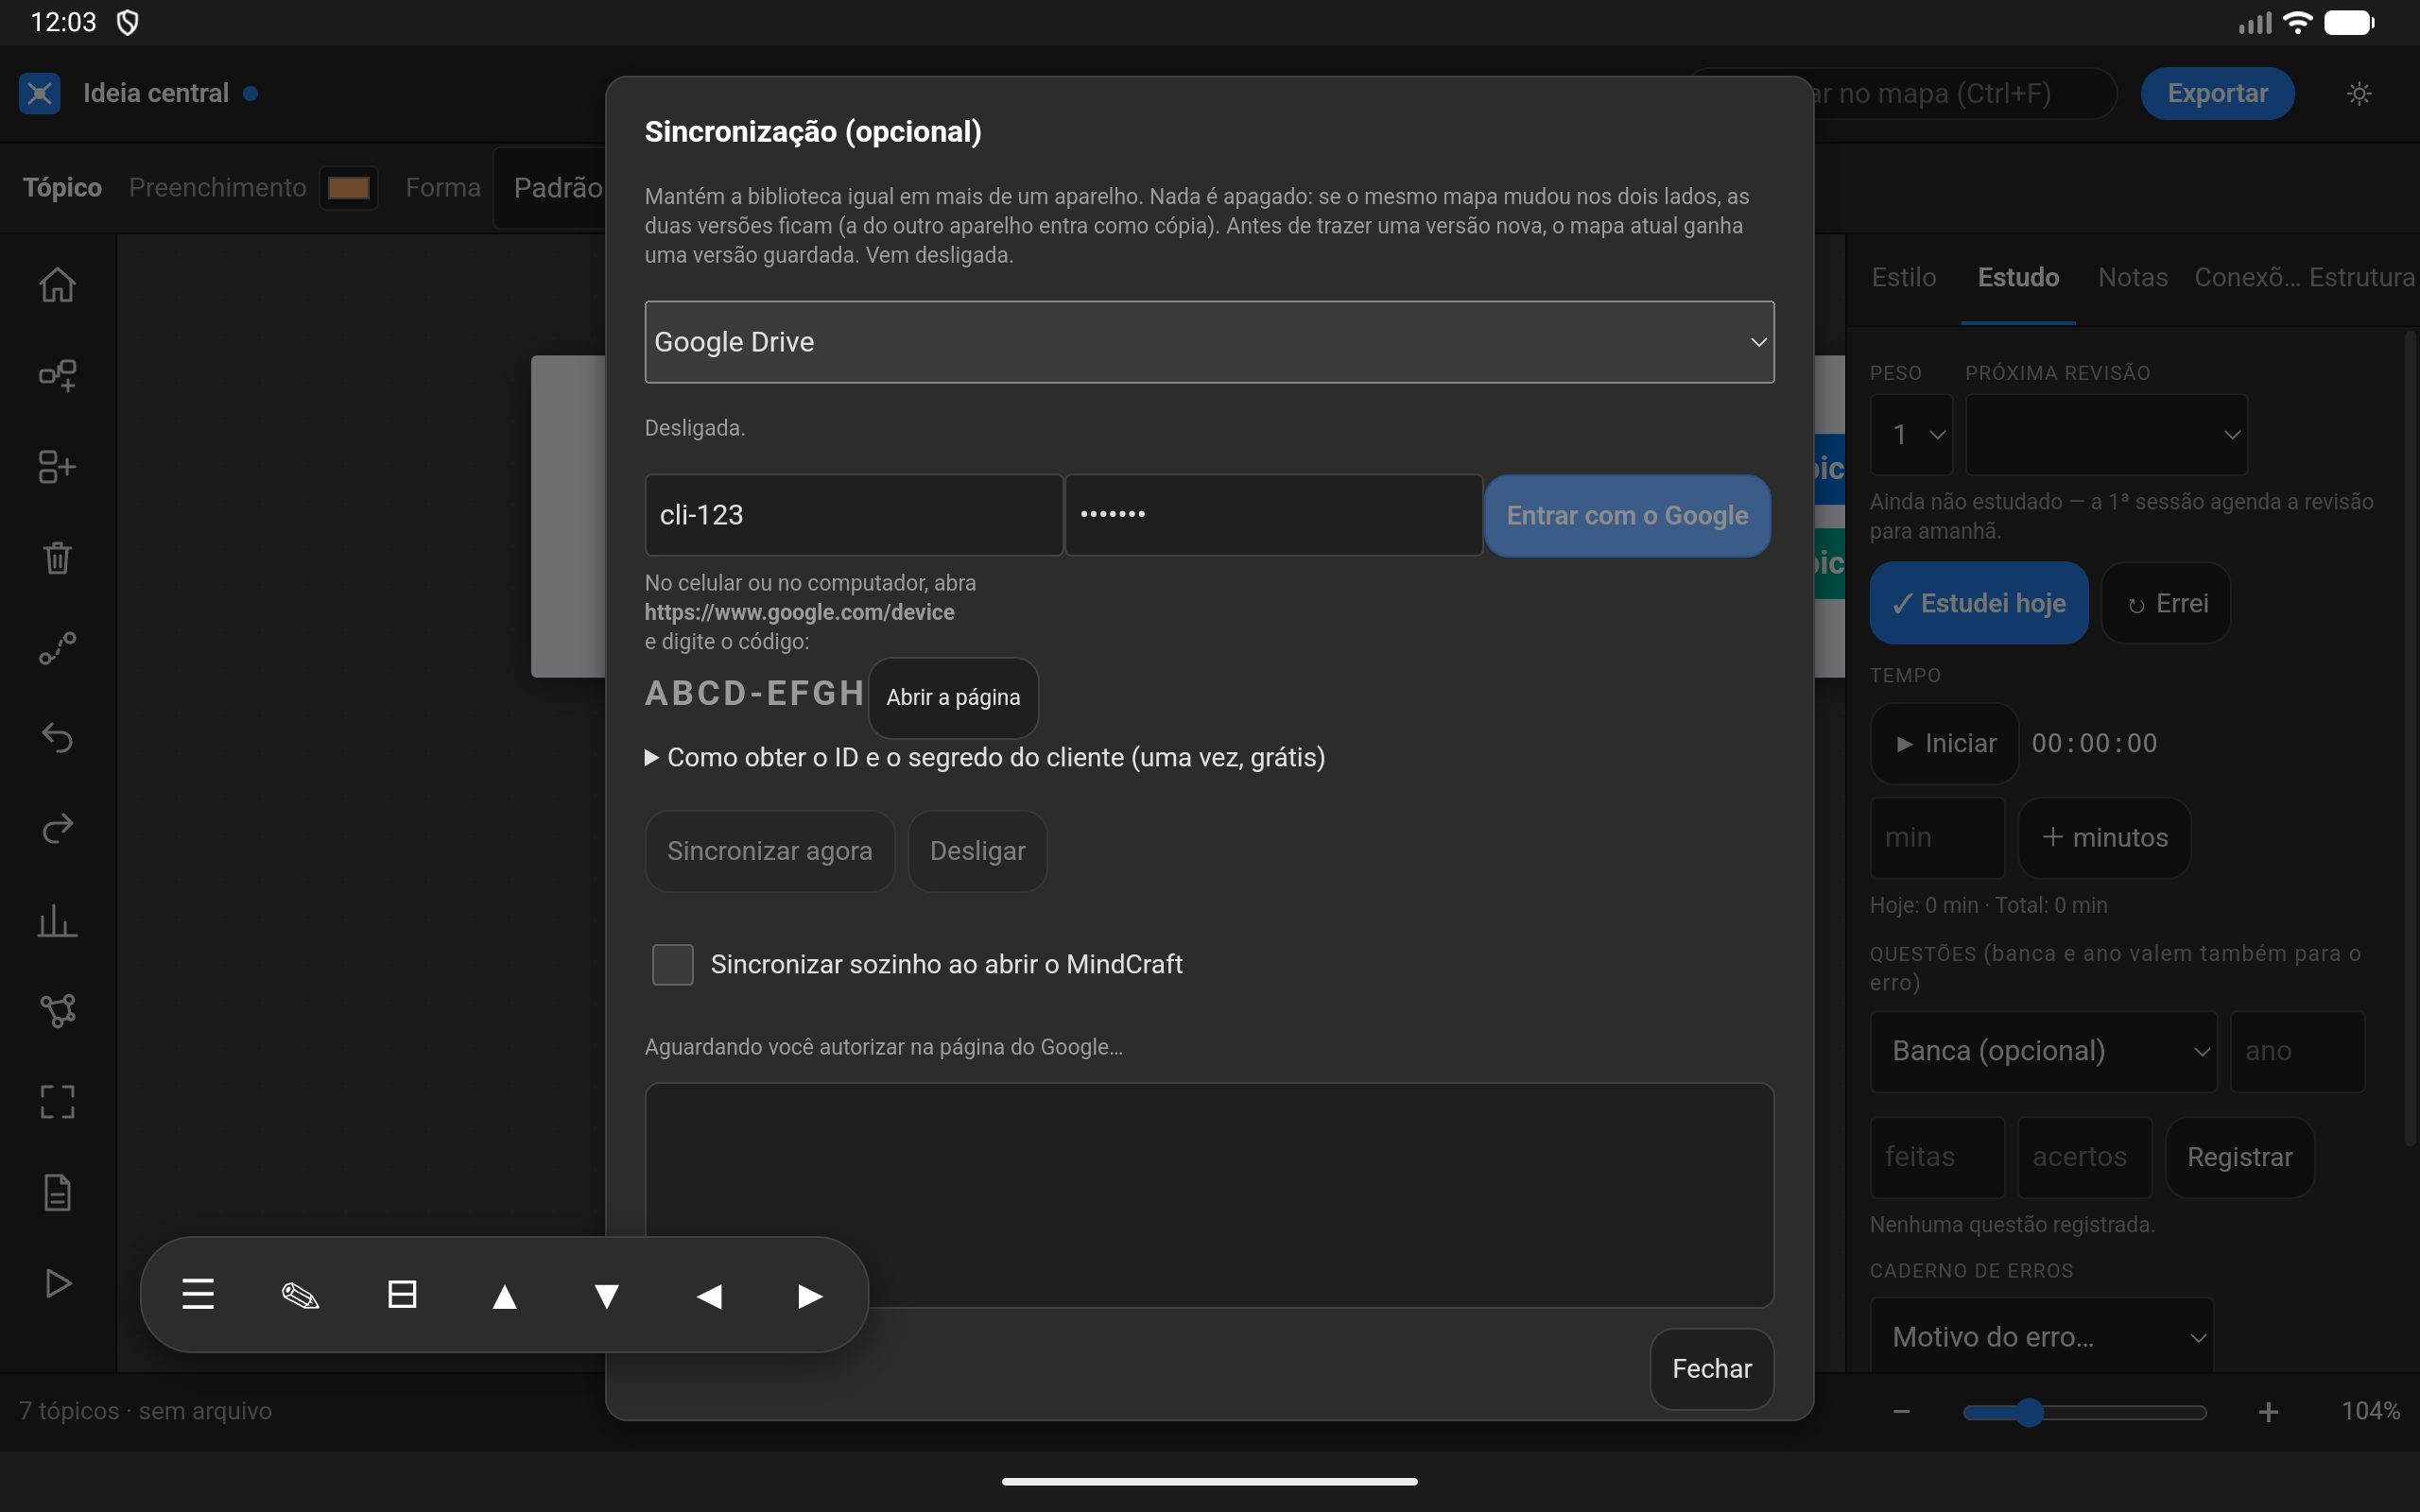 12:03
Ideia central
ar no mapa (Ctrl+F)
Exportar
Tópico
Preenchimento
Forma
Padrão
Sincronização (opcional)
Mantém a biblioteca igual em mais de um aparelho. Nada é apagado: se o mesmo mapa mudou nos dois lados, as
duas versões ficam (a do outro aparelho entra como cópia). Antes de trazer uma versão nova, o mapa atual ganha
uma versão guardada. Vem desligada.
Google Drive
Desligada.
cli-123
•••••••
Entrar com o Google
No celular ou no computador, abra
https://www.google.com/device
e digite o código:
ABCD-EFGH
Abrir a página
▶ Como obter o ID e o segredo do cliente (uma vez, grátis)
Sincronizar agora
Desligar
Sincronizar sozinho ao abrir o MindCraft
Aguardando você autorizar na página do Google…
Fechar
Estilo
Estudo
Notas
Conexõ…
Estrutura
PESO
PRÓXIMA REVISÃO
1
Ainda não estudado — a 1ª sessão agenda a revisão
para amanhã.
✓ Estudei hoje
↻ Errei
TEMPO
▶ Iniciar
00:00:00
min
+ minutos
Hoje: 0 min · Total: 0 min
QUESTÕES (banca e ano valem também para o
erro)
Banca (opcional)
ano
feitas
acertos
Registrar
Nenhuma questão registrada.
CADERNO DE ERROS
Motivo do erro…
7 tópicos · sem arquivo
104%